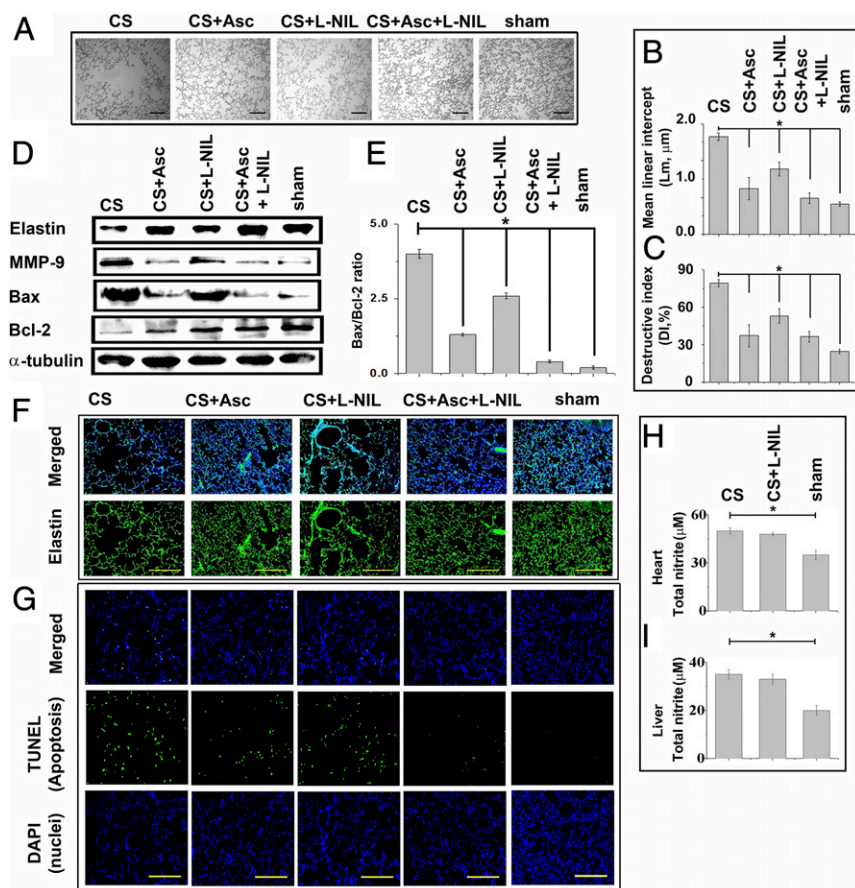 A
CS CS+Asc CS+L-NIL CS+Asc+L-NIL sham
B
CS
CS+Asc
CS+L-NIL
CS+Asc
+L-NIL
sham
*
Mean linear intercept
(Lm, μm)
2.0
1.0
0.0
C
*
Destructive index
(DI,%)
90
60
30
0
D
CS
CS+Asc
CS+L-NIL
CS+Asc
+ L-NIL
sham
Elastin
MMP-9
Bax
Bcl-2
α-tubulin
E
CS
CS+Asc
CS+L-NIL
CS+Asc
+ L-NIL
sham
*
Bax/Bcl-2 ratio
5.0
2.5
0.0
F
CS CS+Asc CS+L-NIL CS+Asc+L-NIL sham
Merged
Elastin
G
Merged
TUNEL
(Apoptosis)
DAPI
(nuclei)
H
CS
CS+L-NIL
sham
*
Heart
Total nitrite(μM)
60
30
0
I
*
Liver
Total nitrite(μM)
40
20
0